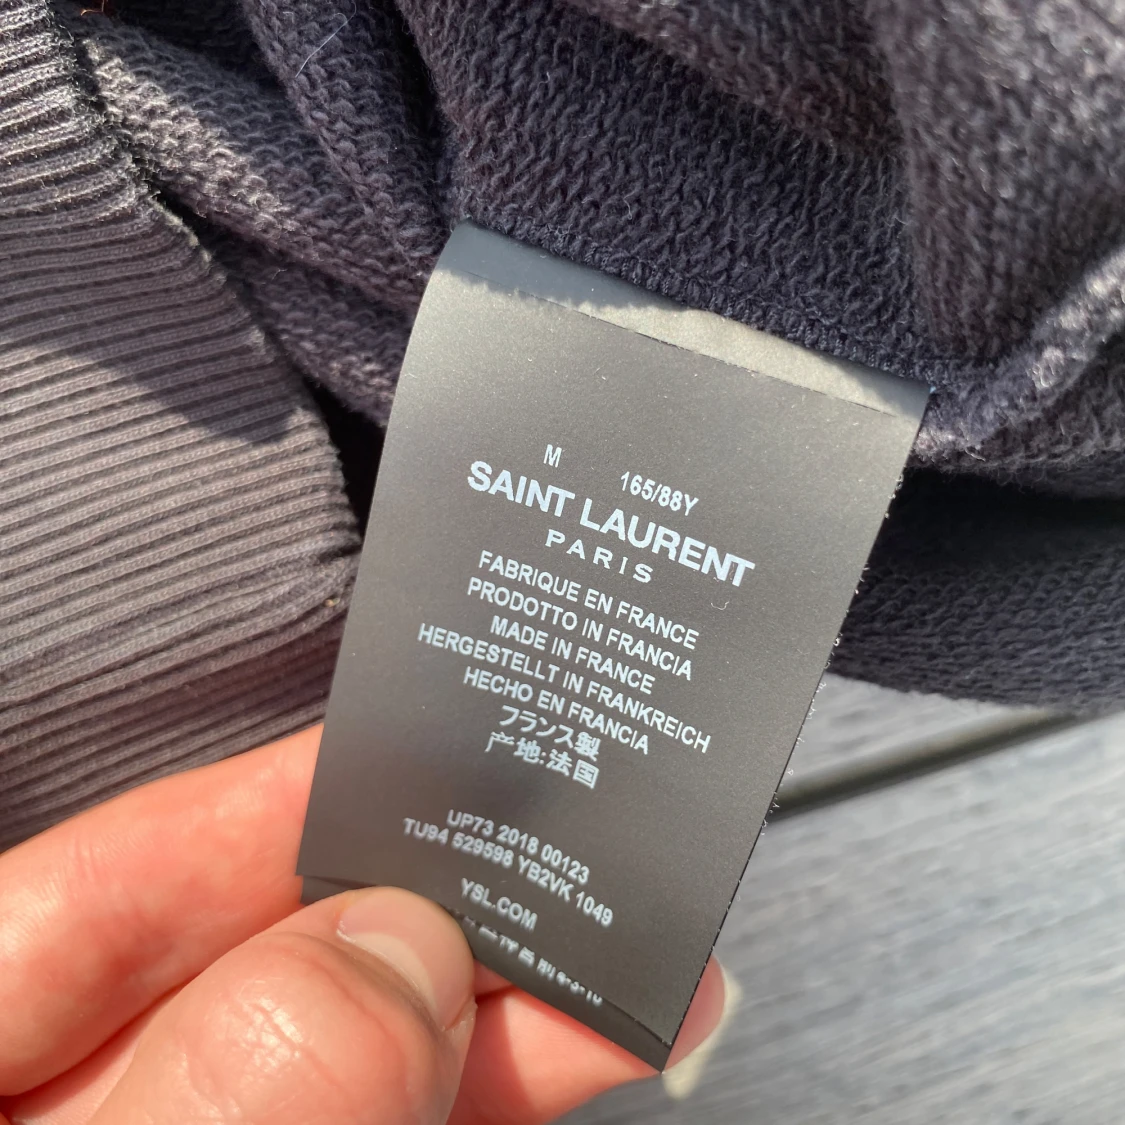 M 165/88Y
SAINT LAURENT
PARIS
FABRIQUE EN FRANCE
PRODOTTO IN FRANCIA
MADE IN FRANCE
HERGESTELLT IN FRANKREICH
HECHO EN FRANCIA
フランス製
产地:法国
UP73 2018 00123
TU94 529598 YB2VK 1049
YSL.COM